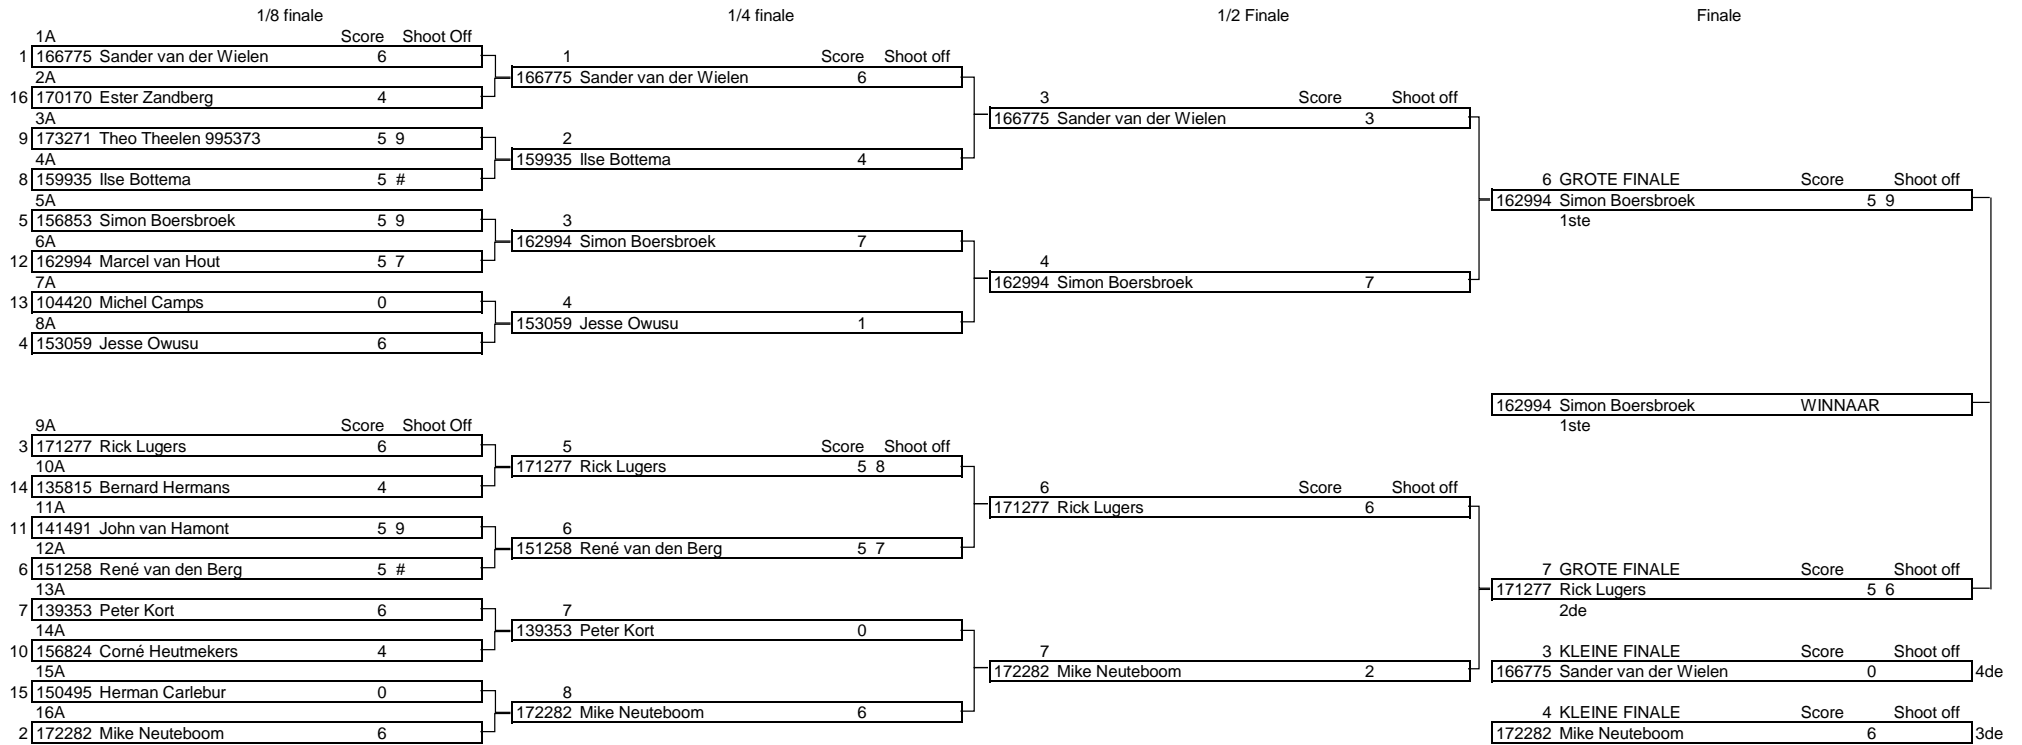 1/8 finale 1/4 finale 1/2 Finale Finale
1A Score Shoot Off
1 166775 Sander van der Wielen 6
2A
16 170170 Ester Zandberg 4
3A
9 173271 Theo Theelen 995373 5 9
4A
8 159935 Ilse Bottema 5 #
5A
5 156853 Simon Boersbroek 5 9
6A
12 162994 Marcel van Hout 5 7
7A
13 104420 Michel Camps 0
8A
4 153059 Jesse Owusu 6
9A Score Shoot Off
3 171277 Rick Lugers 6
10A
14 135815 Bernard Hermans 4
11A
11 141491 John van Hamont 5 9
12A
6 151258 René van den Berg 5 #
13A
7 139353 Peter Kort 6
14A
10 156824 Corné Heutmekers 4
15A
15 150495 Herman Carlebur 0
16A
2 172282 Mike Neuteboom 6
1 Score Shoot off
166775 Sander van der Wielen 6
2
159935 Ilse Bottema 4
3
162994 Simon Boersbroek 7
4
153059 Jesse Owusu 1
5 Score Shoot off
171277 Rick Lugers 5 8
6
151258 René van den Berg 5 7
7
139353 Peter Kort 0
8
172282 Mike Neuteboom 6
3 Score Shoot off
166775 Sander van der Wielen 3
4
162994 Simon Boersbroek 7
6 Score Shoot off
171277 Rick Lugers 6
7
172282 Mike Neuteboom 2
6 GROTE FINALE Score Shoot off
162994 Simon Boersbroek 5 9
1ste
162994 Simon Boersbroek WINNAAR
1ste
7 GROTE FINALE Score Shoot off
171277 Rick Lugers 5 6
2de
3 KLEINE FINALE Score Shoot off
166775 Sander van der Wielen 0 4de
4 KLEINE FINALE Score Shoot off
172282 Mike Neuteboom 6 3de